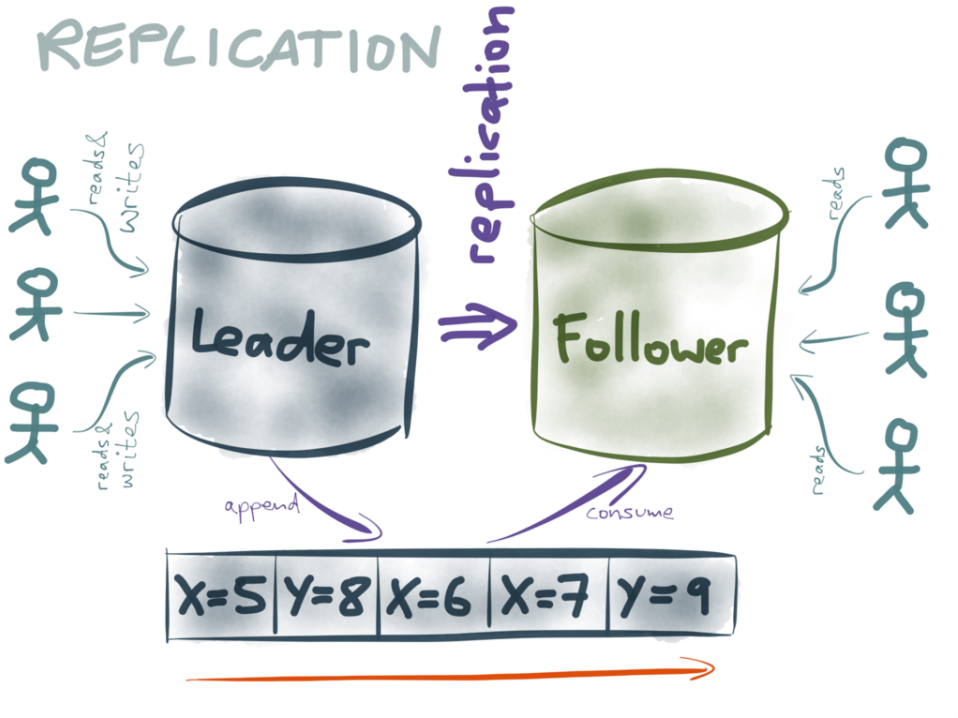 REPLICATION
replication
reads&
writes
reads&
writes
Leader
Follower
reads
reads
append
consume
X=5 Y=8 X=6 X=7 Y=9